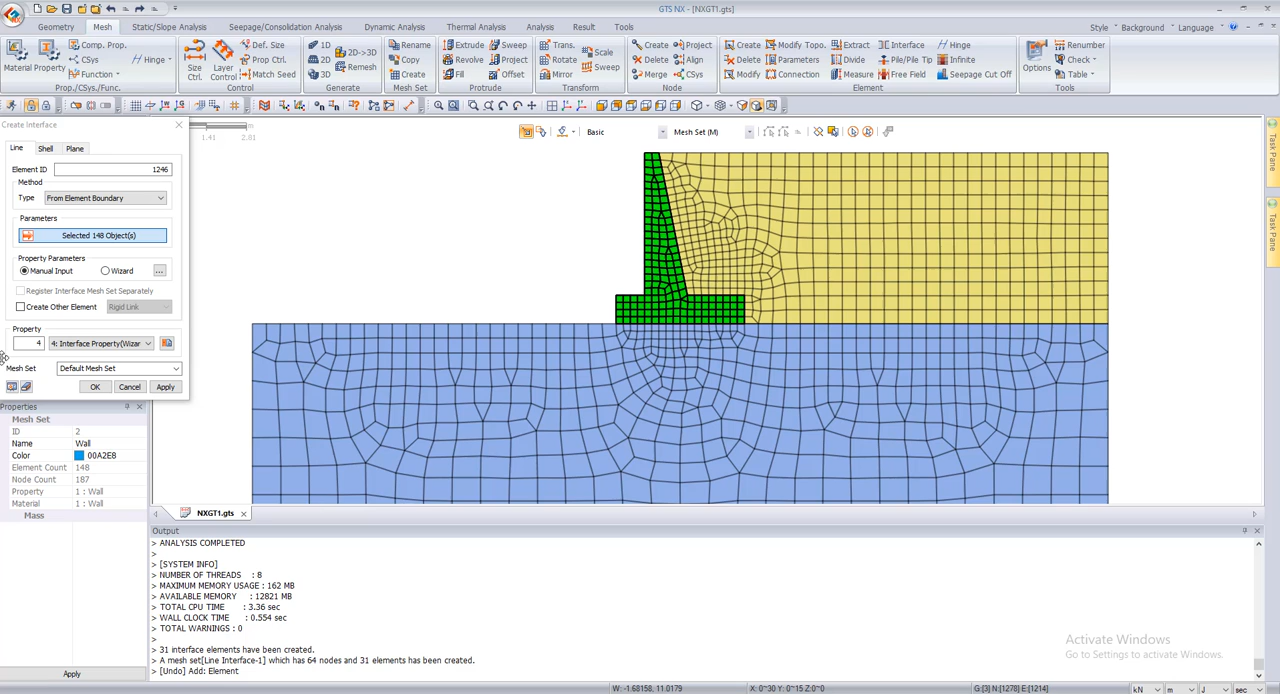 GTS NX - [NXGT1.gts]
Geometry Mesh Static/Slope Analysis Seepage/Consolidation Analysis Dynamic Analysis Thermal Analysis Analysis Result Tools Style Background Language
Material Property Comp. Prop. CSys Function Hinge
Size Ctrl. Layer Control Def. Size Prop Ctrl. Match Seed
1D 2D 3D 2D->3D Remesh
Rename Copy Create
Extrude Revolve Fill Sweep Project Offset
Trans. Rotate Mirror Scale Sweep
Create Delete Merge Project Align CSys
Create Delete Modify Modify Topo. Parameters Connection Extract Divide Measure Interface Pile/Pile Tip Free Field Hinge Infinite Seepage Cut Off
Options Renumber Check Table
Prop./CSys./Func. Control Generate Mesh Set Protrude Transform Node Element Tools
Create Interface
1.41 2.81
Basic Mesh Set (M)
Line Shell Plane
Element ID 1246
Method
Type From Element Boundary
Parameters
Selected 148 Object(s)
Property Parameters
Manual Input Wizard ...
Register Interface Mesh Set Separately
Create Other Element Rigid Link
Property
4 4: Interface Property(Wizar
Mesh Set Default Mesh Set
OK Cancel Apply
Properties
Mesh Set
ID 2
Name Wall
Color 00A2E8
Element Count 148
Node Count 187
Property 1 : Wall
Material 1 : Wall
Mass
Apply
Task Pane
Task Pane
NXGT1.gts
Output
> ANALYSIS COMPLETED
>
> [SYSTEM INFO]
> NUMBER OF THREADS : 8
> MAXIMUM MEMORY USAGE : 162 MB
> AVAILABLE MEMORY : 12821 MB
> TOTAL CPU TIME : 3.36 sec
> WALL CLOCK TIME : 0.554 sec
> TOTAL WARNINGS : 0
>
> 31 interface elements have been created.
> A mesh set[Line Interface-1] which has 64 nodes and 31 elements has been created.
> [Undo] Add: Element
Activate Windows
Go to Settings to activate Windows.
W: -1.68158, 11.0179 X: 0~30 Y: 0~15 Z:0~0 G:[3] N:[1278] E:[1214] kN m J sec